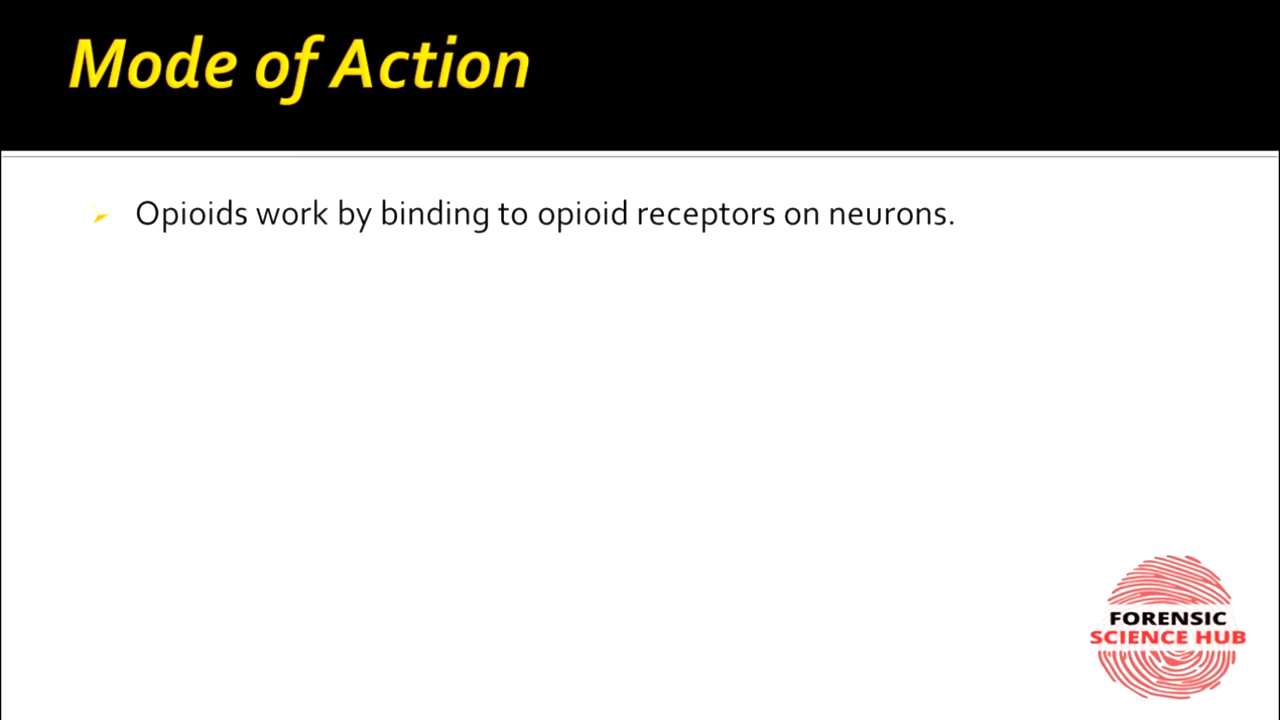 Mode of Action
Opioids work by binding to opioid receptors on neurons.
FORENSIC
SCIENCE HUB